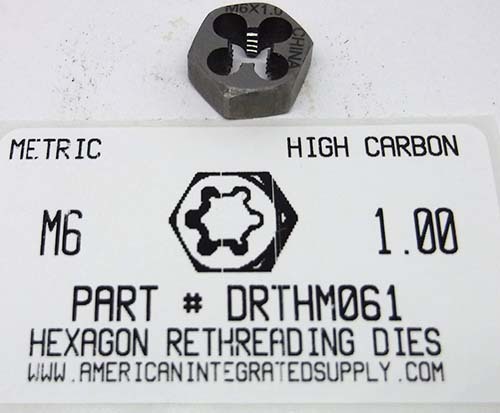 M6X1.0
CHINA
METRIC HIGH CARBON
M6 1.00
PART # DRTHM061
HEXAGON RETHREADING DIES
WWW.AMERICANINTEGRATEDSUPPLY.COM